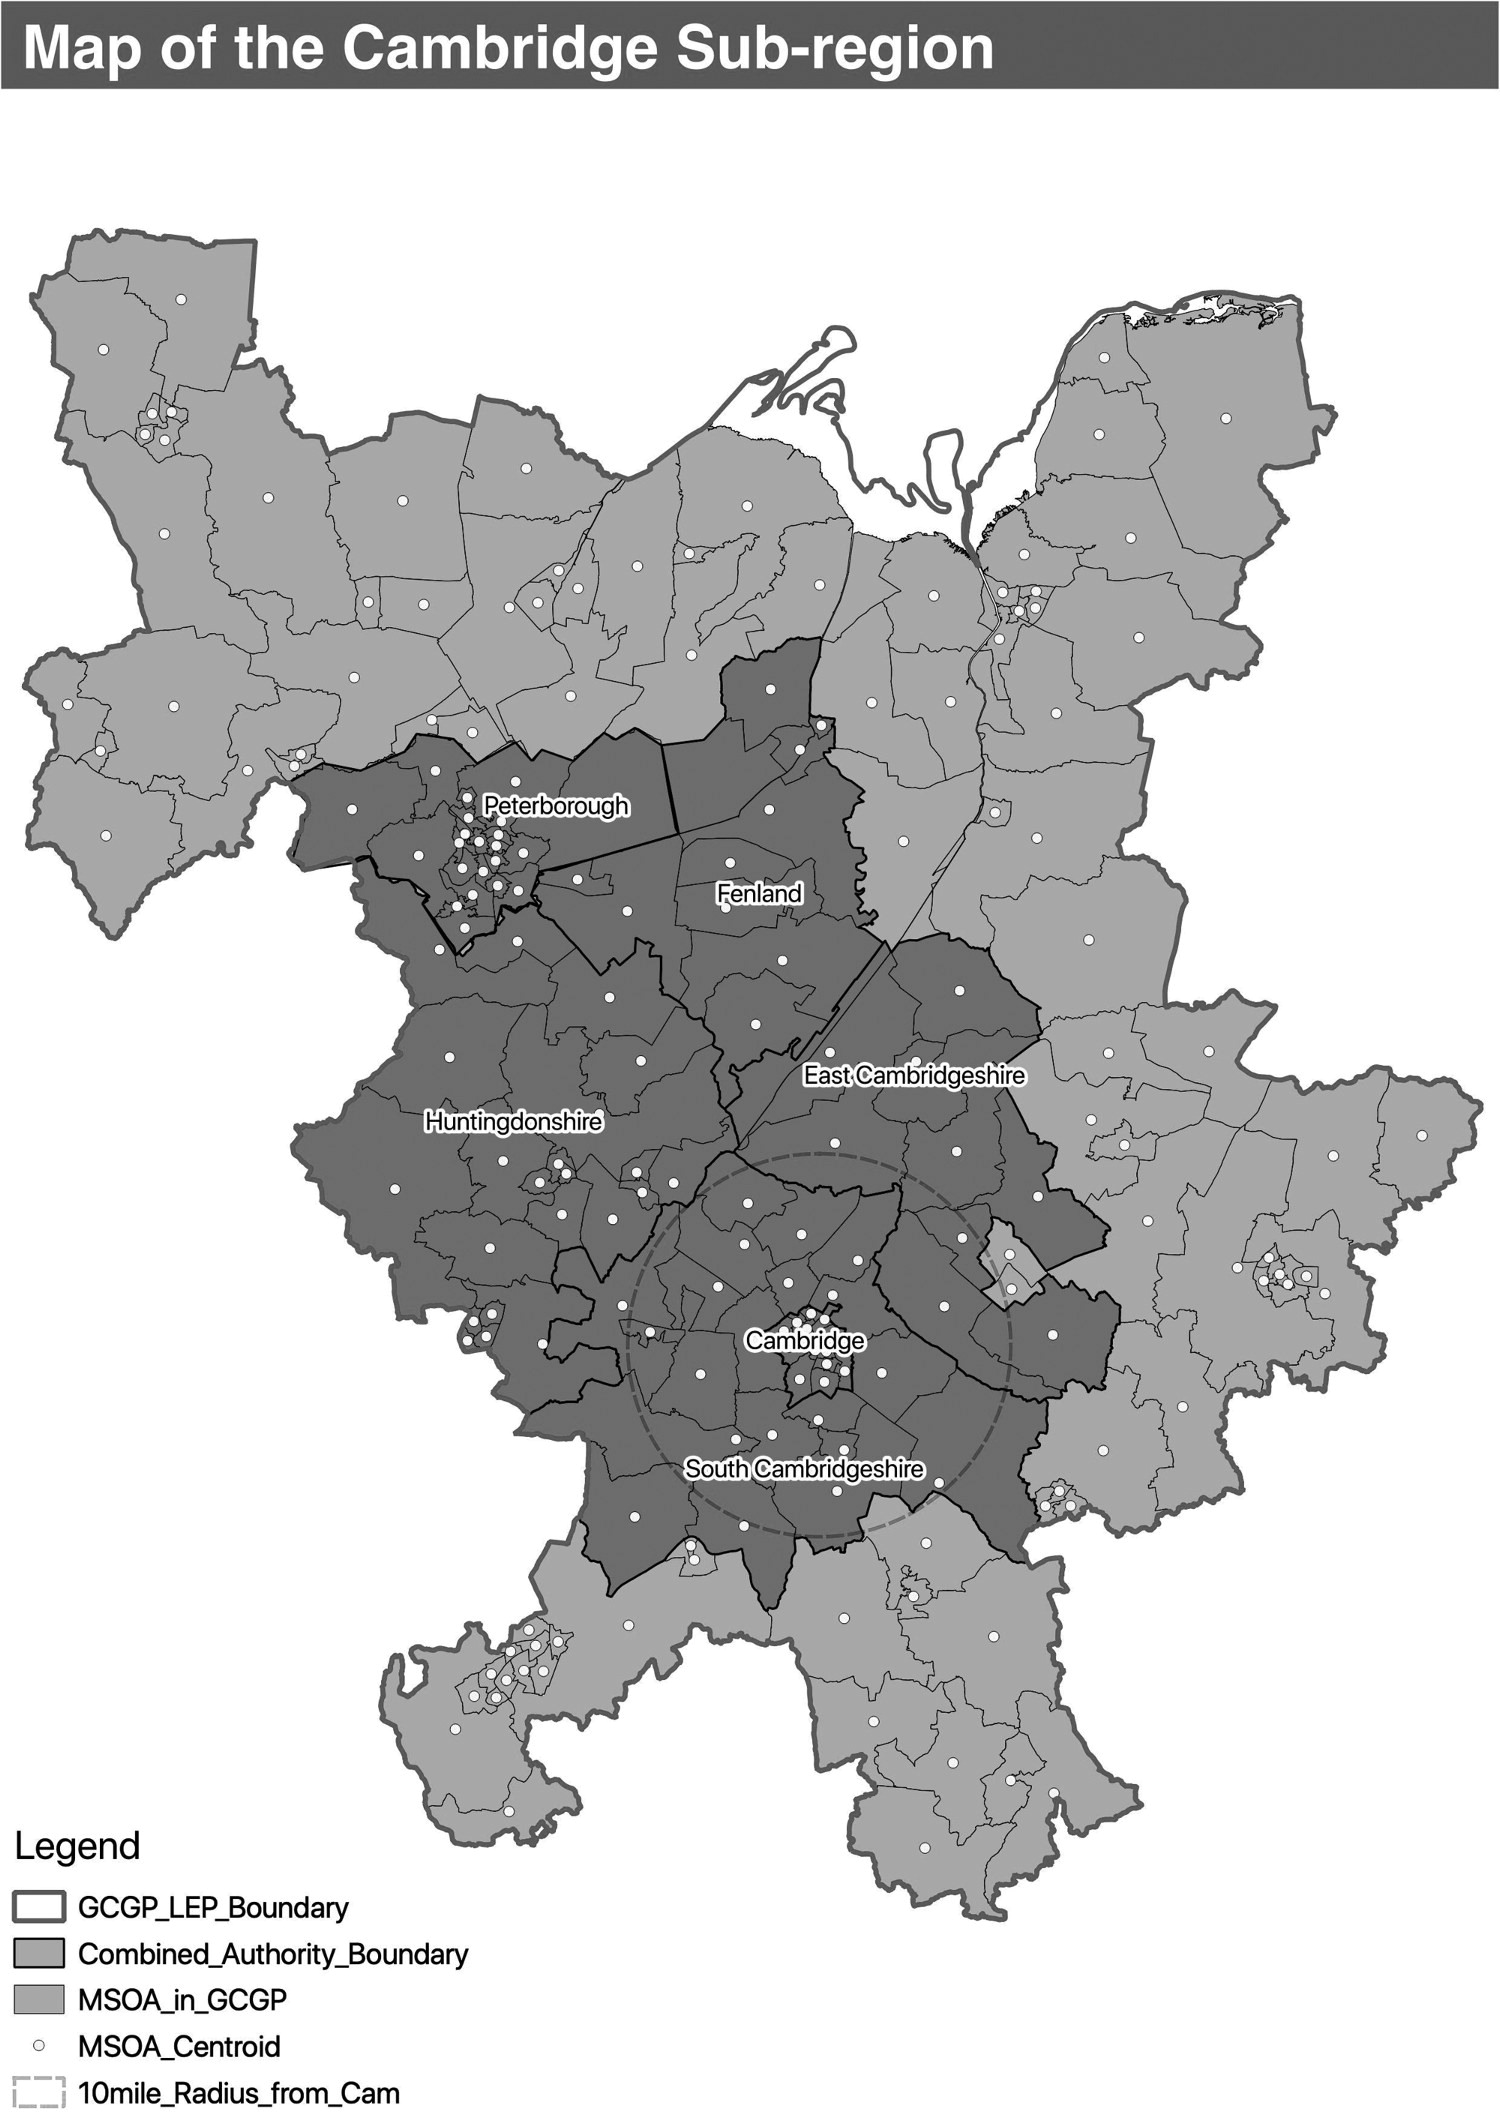 Map of the Cambridge Sub-region
Peterborough
Fenland
East Cambridgeshire
Huntingdonshire
Cambridge
South Cambridgeshire
Legend
GCGP_LEP_Boundary
Combined_Authority_Boundary
MSOA_in_GCGP
MSOA_Centroid
10mile_Radius_from_Cam